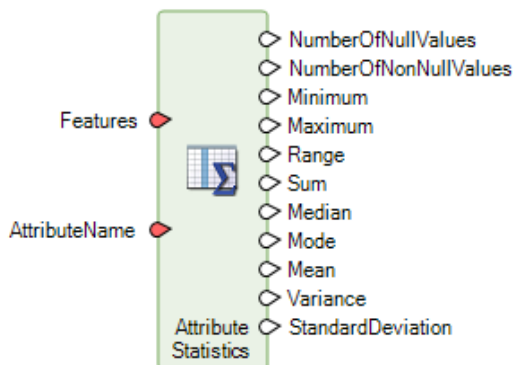 NumberOfNullValues
NumberOfNonNullValues
Minimum
Features
Maximum
Range
Sum
Median
AttributeName
Mode
Mean
Variance
Attribute
StandardDeviation
Statistics